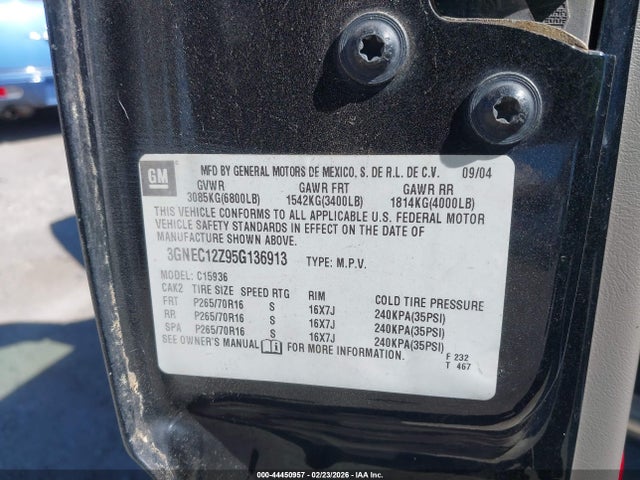 GM
MFD BY GENERAL MOTORS DE MEXICO, S. DE R.L. DE C.V. 09/04
GVWR GAWR FRT GAWR RR
3085KG(6800LB) 1542KG(3400LB) 1814KG(4000LB)
THIS VEHICLE CONFORMS TO ALL APPLICABLE U.S. FEDERAL MOTOR
VEHICLE SAFETY STANDARDS IN EFFECT ON THE DATE OF
MANUFACTURE SHOWN ABOVE.
3GNEC12Z95G136913 TYPE: M.P.V.
MODEL: C15936
CAK2 TIRE SIZE SPEED RTG RIM COLD TIRE PRESSURE
FRT P265/70R16 S 16X7J 240KPA(35PSI)
RR P265/70R16 S 16X7J 240KPA(35PSI)
SPA P265/70R16 S 16X7J 240KPA(35PSI)
SEE OWNER'S MANUAL FOR MORE INFORMATION.
F 232
T 467
000-44450957 - 02/23/2026 - IAA Inc.